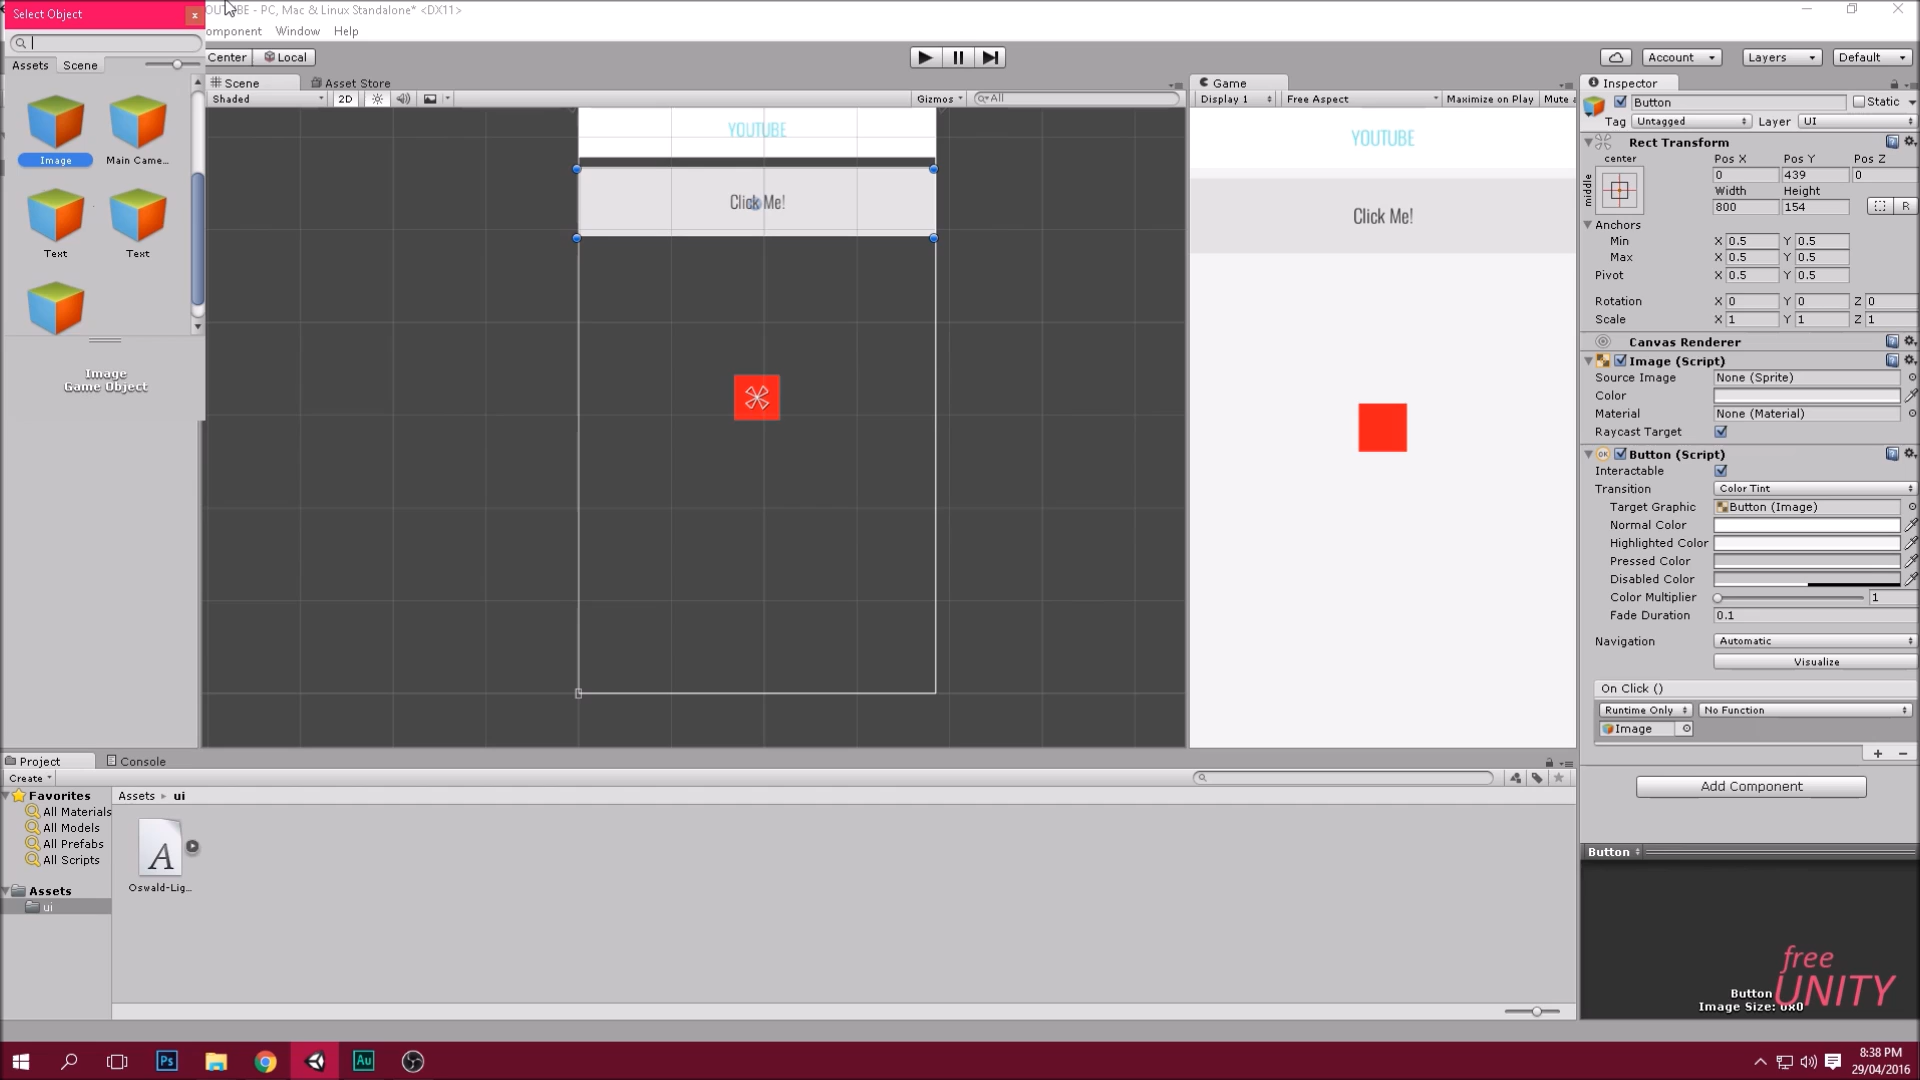 Select Object x OUTUBE - PC, Mac & Linux Standalone* <DX11>
omponent Window Help
Center Local Account Layers Default
Assets Scene
Scene Asset Store Game Inspector
Shaded 2D Gizmos All Display 1 Free Aspect Maximize on Play Mute a
Button Static
Tag Untagged Layer UI
Image Main Came...
Text Text
Image
Game Object
YOUTUBE
Click Me!
YOUTUBE
Click Me!
Rect Transform
center Pos X Pos Y Pos Z
middle 0 439 0
Width Height
800 154 R
Anchors
Min X 0.5 Y 0.5
Max X 0.5 Y 0.5
Pivot X 0.5 Y 0.5
Rotation X 0 Y 0 Z 0
Scale X 1 Y 1 Z 1
Canvas Renderer
Image (Script)
Source Image None (Sprite)
Color
Material None (Material)
Raycast Target
OK Button (Script)
Interactable
Transition Color Tint
Target Graphic Button (Image)
Normal Color
Highlighted Color
Pressed Color
Disabled Color
Color Multiplier 1
Fade Duration 0.1
Navigation Automatic
Visualize
On Click ()
Runtime Only No Function
Image
+ −
Add Component
Project Console
Create
Favorites
All Materials
All Models
All Prefabs
All Scripts
Assets
ui
Assets ▸ ui
A
Oswald-Lig...
Button
free
UNITY
Button
Image Size: 0x0
Ps Au
8:38 PM
29/04/2016